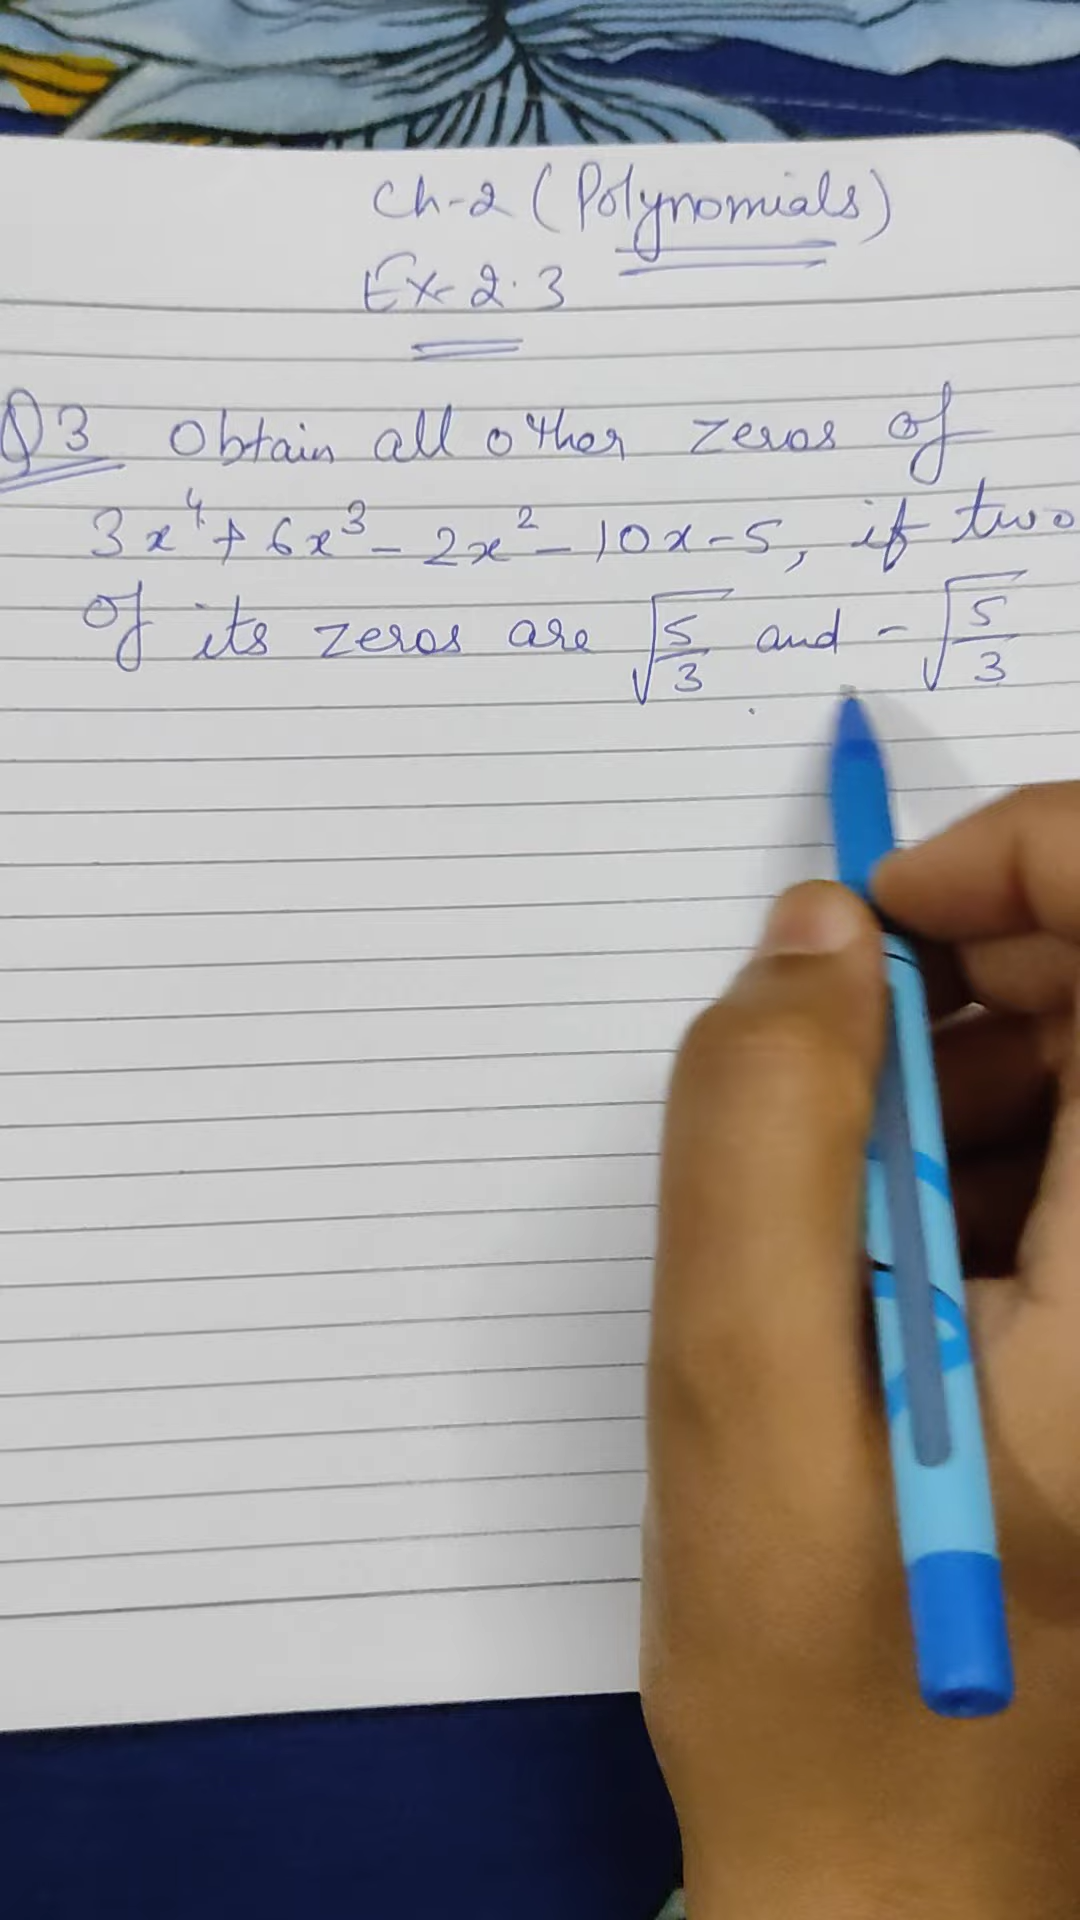 Ch-2 (Polynomials)
Ex-2.3
Q3 Obtain all other zeros of
3x⁴+6x³-2x²-10x-5, if two
of its zeros are √5/3 and -√5/3